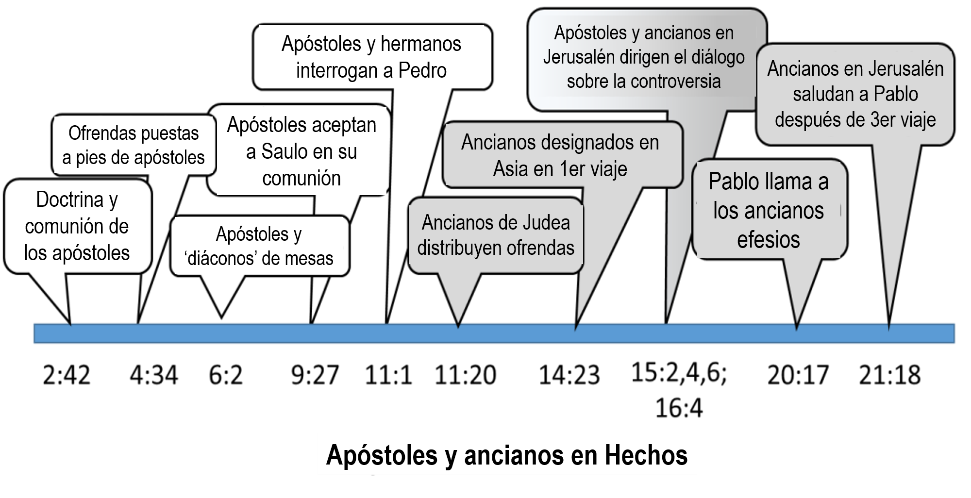 Doctrina y
comunión de
los apóstoles
Ofrendas puestas
a pies de apóstoles
Apóstoles y
‘diáconos’ de mesas
Apóstoles aceptan
a Saulo en su
comunión
Apóstoles y hermanos
interrogan a Pedro
Ancianos de Judea
distribuyen ofrendas
Ancianos designados en
Asia en 1er viaje
Apóstoles y ancianos en
Jerusalén dirigen el diálogo
sobre la controversia
Pablo llama a
los ancianos
efesios
Ancianos en Jerusalén
saludan a Pablo
después de 3er viaje
2:42
4:34
6:2
9:27
11:1
11:20
14:23
15:2,4,6;
16:4
20:17
21:18
Apóstoles y ancianos en Hechos